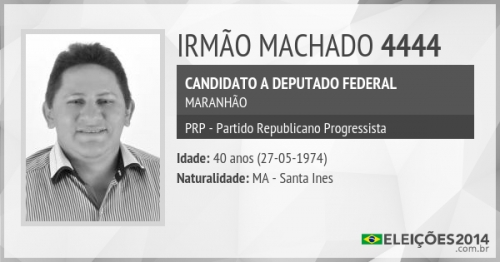 IRMÃO MACHADO 4444
CANDIDATO A DEPUTADO FEDERAL
MARANHÃO
PRP - Partido Republicano Progressista
Idade: 40 anos (27-05-1974)
Naturalidade: MA - Santa Ines
ELEIÇÕES2014
.com.br